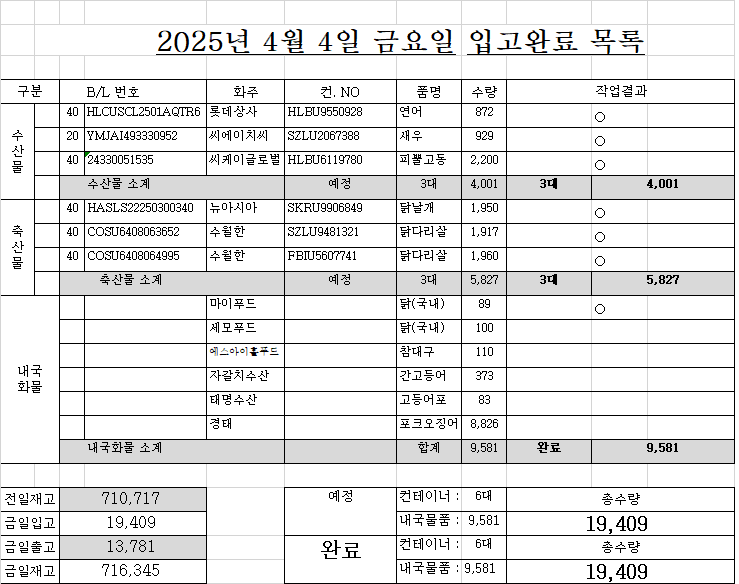 2025년 4월 4일 금요일 입고완료 목록
구분 B/L 번호 화주 컨. NO 품명 수량 작업결과
수산물
40 HLCUSCL2501AQTR6 롯데상사 HLBU9550928 연어 872 ○
20 YMJAI493330952 씨에이치씨 SZLU2067388 새우 929 ○
40 24330051535 씨케이글로벌 HLBU6119780 피뿔고동 2,200 ○
수산물 소계 예정 3대 4,001 3대 4,001
축산물
40 HASLS22250300340 뉴아시아 SKRU9906849 닭날개 1,950 ○
40 COSU6408063652 수월한 SZLU9481321 닭다리살 1,917 ○
40 COSU6408064995 수월한 FBIU5607741 닭다리살 1,960 ○
축산물 소계 예정 3대 5,827 3대 5,827
내국
화물
마이푸드 닭(국내) 89 ○
세모푸드 닭(국내) 100
에스아이홀푸드 참대구 110
자갈치수산 간고등어 373
태명수산 고등어포 83
경태 포크오징어 8,826
내국화물 소계 합계 9,581 완료 9,581
전일재고 710,717 예정 컨테이너 : 6대 총수량
금일입고 19,409 내국물품 : 9,581 19,409
금일출고 13,781 완료 컨테이너 : 6대 총수량
금일재고 716,345 내국물품 : 9,581 19,409